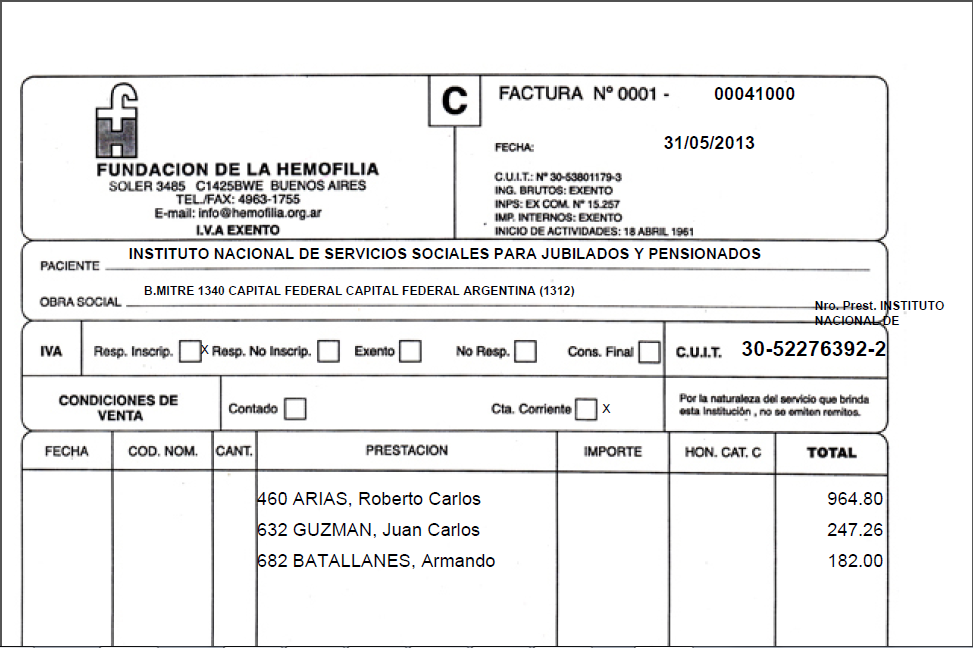 C
FACTURA Nº 0001 - 00041000
FECHA: 31/05/2013
FUNDACION DE LA HEMOFILIA
SOLER 3485 C1425BWE BUENOS AIRES
TEL./FAX: 4963-1755
E-mail: info@hemofilia.org.ar
I.V.A EXENTO
C.U.I.T.: Nº 30-53801179-3
ING. BRUTOS: EXENTO
INPS: EX COM. Nº 15.257
IMP. INTERNOS: EXENTO
INICIO DE ACTIVIDADES: 18 ABRIL 1961
PACIENTE INSTITUTO NACIONAL DE SERVICIOS SOCIALES PARA JUBILADOS Y PENSIONADOS
OBRA SOCIAL B.MITRE 1340 CAPITAL FEDERAL CAPITAL FEDERAL ARGENTINA (1312)
Nro. Prest. INSTITUTO
NACIONAL DE
IVA Resp. Inscrip. X Resp. No Inscrip. Exento No Resp. Cons. Final C.U.I.T. 30-52276392-2
CONDICIONES DE
VENTA
Contado Cta. Corriente X
Por la naturaleza del servicio que brinda
esta Institución , no se emiten remitos.
FECHA COD. NOM. CANT. PRESTACION IMPORTE HON. CAT. C TOTAL
460 ARIAS, Roberto Carlos 964.80
632 GUZMAN, Juan Carlos 247.26
682 BATALLANES, Armando 182.00